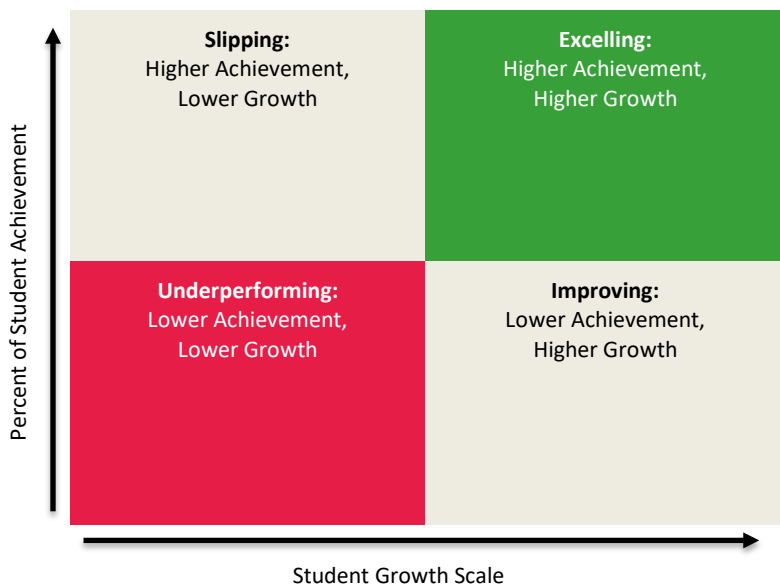 Slipping:
Higher Achievement,
Lower Growth
Excelling:
Higher Achievement,
Higher Growth
Percent of Student Achievement
Underperforming:
Lower Achievement,
Lower Growth
Improving:
Lower Achievement,
Higher Growth
Student Growth Scale